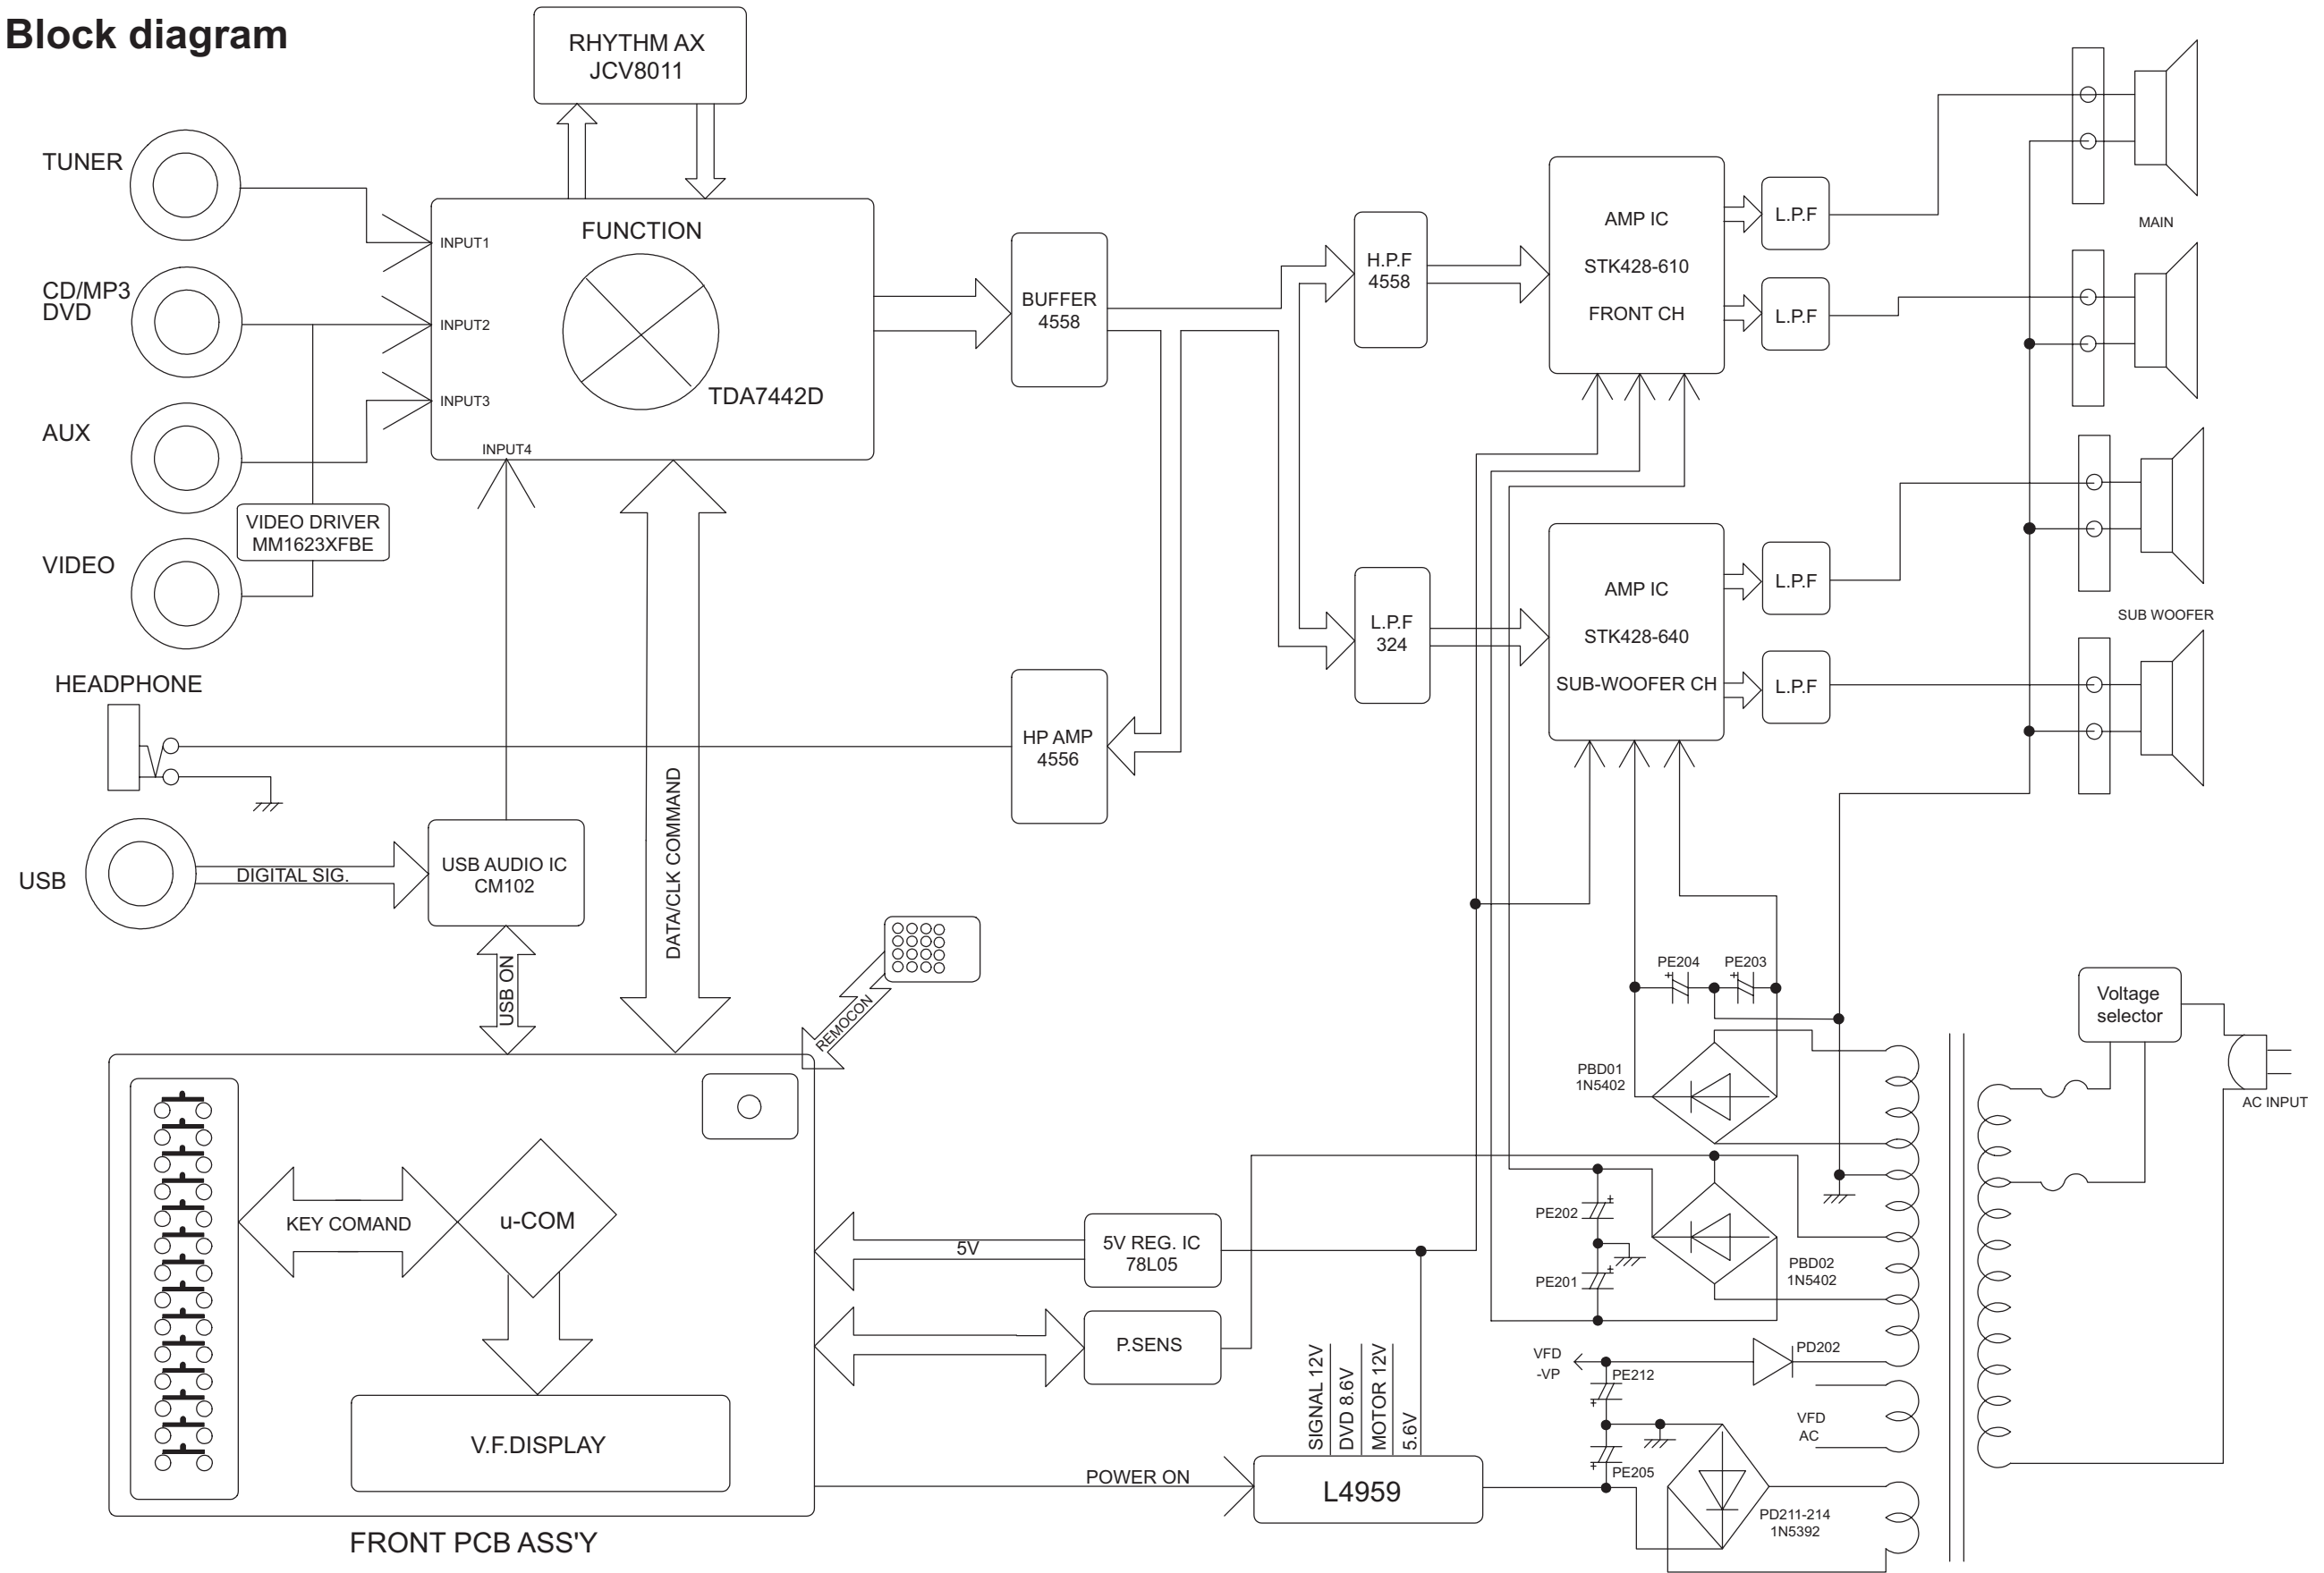 Block diagram
RHYTHM AX
JCV8011
TUNER
CD/MP3
DVD
AUX
VIDEO
VIDEO DRIVER
MM1623XFBE
INPUT1
INPUT2
INPUT3
INPUT4
FUNCTION
TDA7442D
BUFFER
4558
H.P.F
4558
AMP IC
STK428-610
FRONT CH
L.P.F
L.P.F
MAIN
L.P.F
324
AMP IC
STK428-640
SUB-WOOFER CH
L.P.F
L.P.F
SUB WOOFER
HEADPHONE
HP AMP
4556
USB
DIGITAL SIG.
USB AUDIO IC
CM102
USB ON
DATA/CLK COMMAND
REMOCON
KEY COMAND
u-COM
V.F.DISPLAY
FRONT PCB ASS'Y
5V
5V REG. IC
78L05
P.SENS
POWER ON
L4959
SIGNAL 12V
DVD 8.6V
MOTOR 12V
5.6V
PE204
PE203
PBD01
1N5402
PE202
PE201
PBD02
1N5402
VFD
-VP
PD202
PE212
VFD
AC
PE205
PD211-214
1N5392
Voltage
selector
AC INPUT